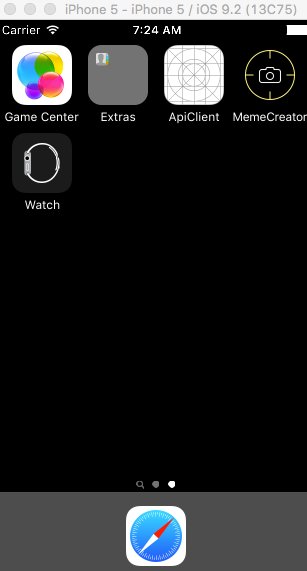 iPhone 5 - iPhone 5 / iOS 9.2 (13C75)
Carrier 7:24 AM
Game Center Extras ApiClient MemeCreator
Watch